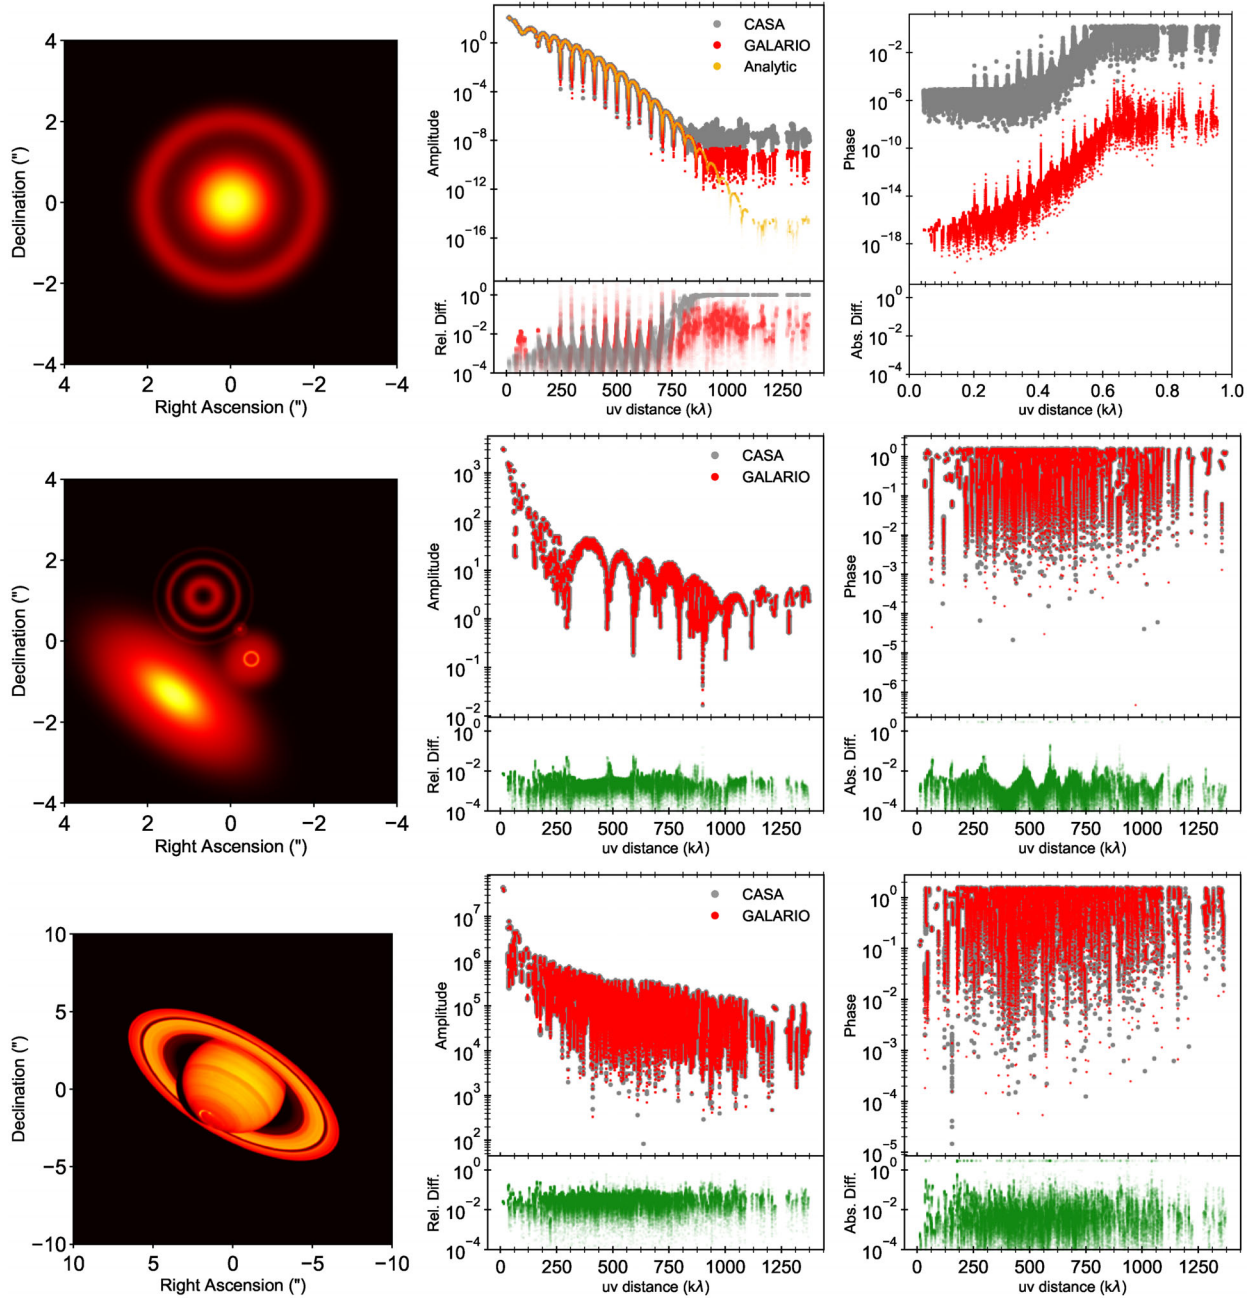 4
2
0
−2
−4
Declination (")
4 2 0 −2 −4
Right Ascension (")
10^0
10^−4
10^−8
10^−12
10^−16
Amplitude
CASA
GALARIO
Analytic
10^0
10^−2
10^−4
Rel. Diff.
0 250 500 750 1000 1250
uv distance (kλ)
10^−2
10^−6
10^−10
10^−14
10^−18
Phase
10^0
10^−2
10^−4
Abs. Diff.
0.0 0.2 0.4 0.6 0.8 1.0
uv distance (kλ)
4
2
0
−2
−4
Declination (")
4 2 0 −2 −4
Right Ascension (")
10^3
10^2
10^1
10^0
10^−1
10^−2
Amplitude
CASA
GALARIO
10^0
10^−2
10^−4
Rel. Diff.
0 250 500 750 1000 1250
uv distance (kλ)
10^0
10^−1
10^−2
10^−3
10^−4
10^−5
10^−6
Phase
10^0
10^−2
10^−4
Abs. Diff.
0 250 500 750 1000 1250
uv distance (kλ)
10
5
0
−5
−10
Declination (")
10 5 0 −5 −10
Right Ascension (")
10^7
10^6
10^5
10^4
10^3
10^2
Amplitude
CASA
GALARIO
10^0
10^−2
10^−4
Rel. Diff.
0 250 500 750 1000 1250
uv distance (kλ)
10^0
10^−1
10^−2
10^−3
10^−4
10^−5
Phase
10^0
10^−2
10^−4
Abs. Diff.
0 250 500 750 1000 1250
uv distance (kλ)